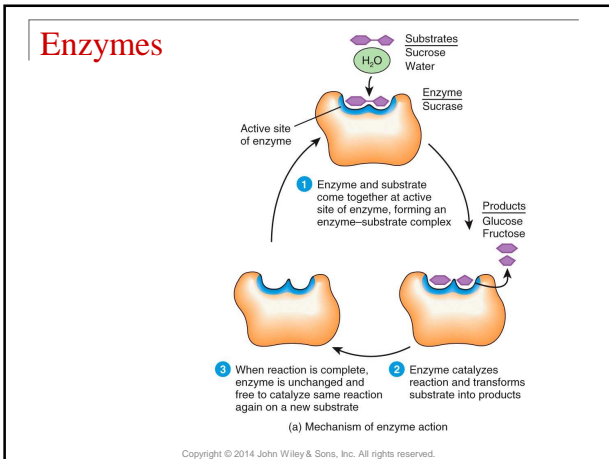 Enzymes
Substrates
Sucrose
Water
H₂O
Enzyme
Sucrase
Active site
of enzyme
1 Enzyme and substrate
come together at active
site of enzyme, forming an
enzyme–substrate complex
Products
Glucose
Fructose
3 When reaction is complete,
enzyme is unchanged and
free to catalyze same reaction
again on a new substrate
2 Enzyme catalyzes
reaction and transforms
substrate into products
(a) Mechanism of enzyme action
Copyright © 2014 John Wiley & Sons, Inc. All rights reserved.